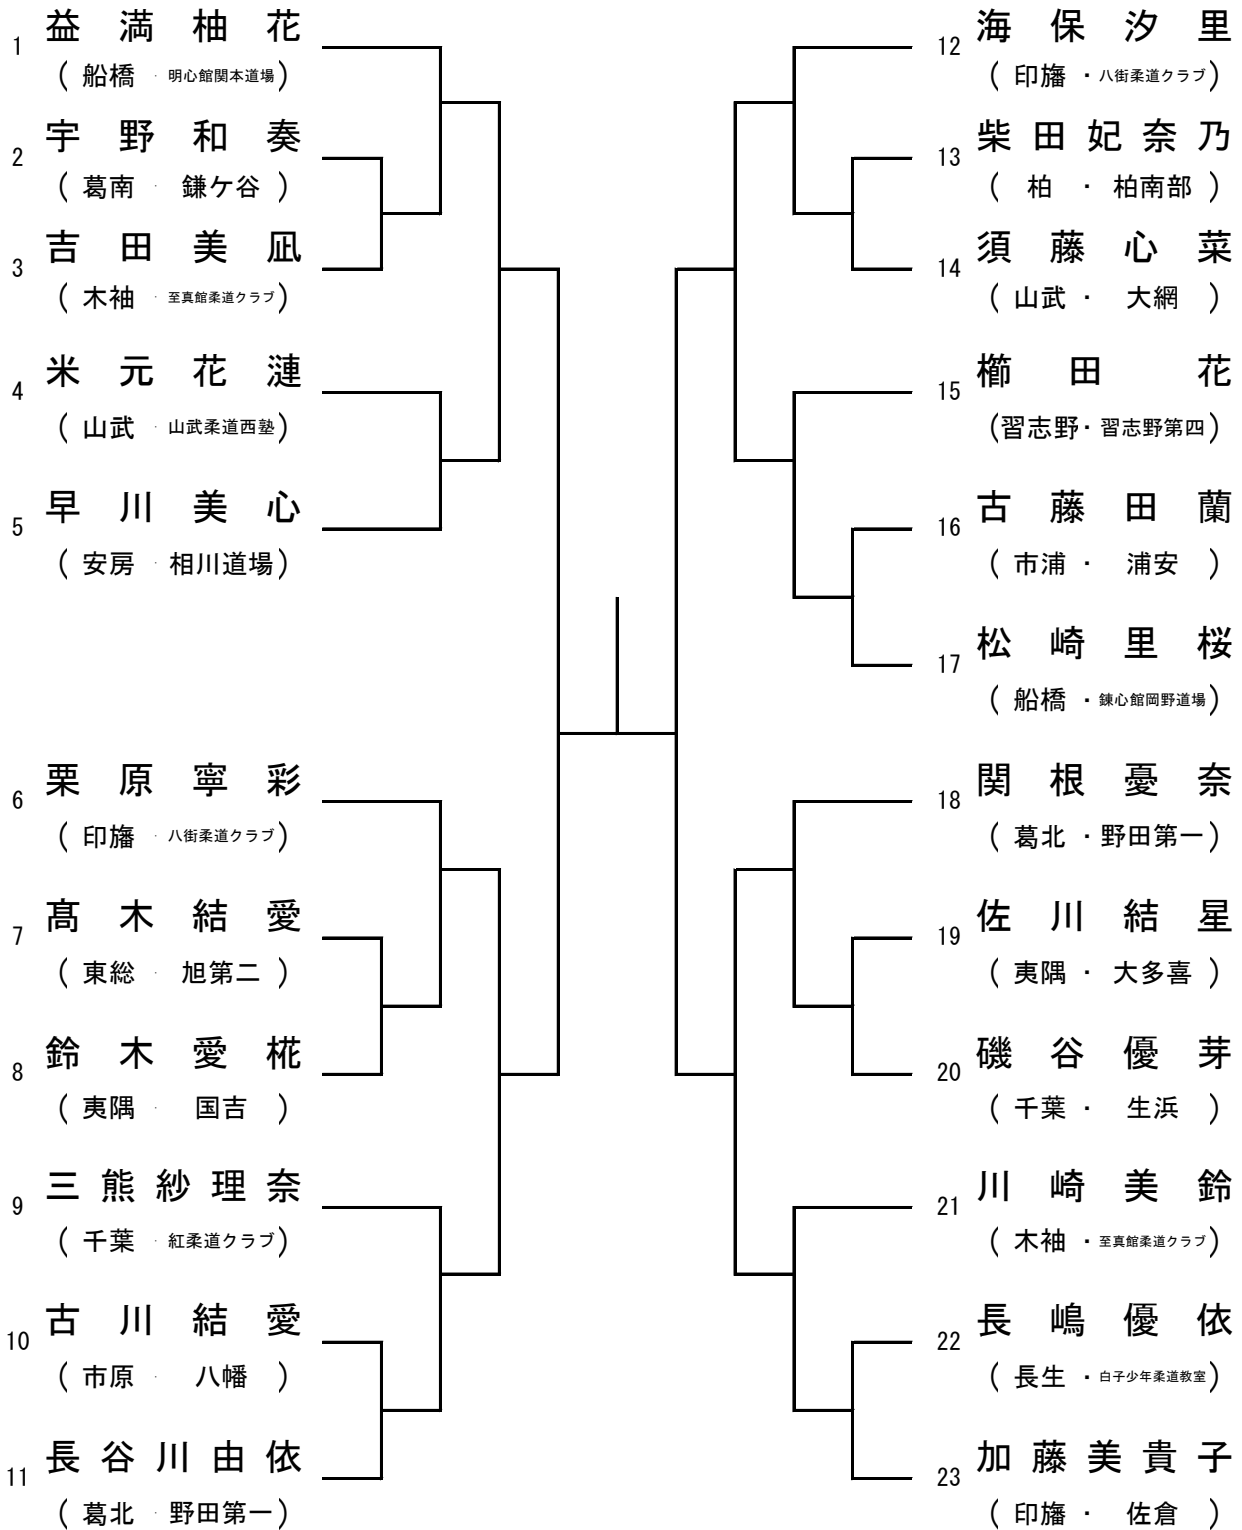 1 益満柚花
（船橋・明心館関本道場）
2 宇野和奏
（葛南・鎌ケ谷）
3 吉田美凪
（木袖・至真館柔道クラブ）
4 米元花漣
（山武・山武柔道西塾）
5 早川美心
（安房・相川道場）
6 栗原寧彩
（印旛・八街柔道クラブ）
7 髙木結愛
（東総・旭第二）
8 鈴木愛椛
（夷隅・国吉）
9 三熊紗理奈
（千葉・紅柔道クラブ）
10 古川結愛
（市原・八幡）
11 長谷川由依
（葛北・野田第一）
12 海保汐里
（印旛・八街柔道クラブ）
13 柴田妃奈乃
（柏・柏南部）
14 須藤心菜
（山武・大網）
15 櫛田花
（習志野・習志野第四）
16 古藤田蘭
（市浦・浦安）
17 松崎里桜
（船橋・錬心館岡野道場）
18 関根憂奈
（葛北・野田第一）
19 佐川結星
（夷隅・大多喜）
20 磯谷優芽
（千葉・生浜）
21 川崎美鈴
（木袖・至真館柔道クラブ）
22 長嶋優依
（長生・白子少年柔道教室）
23 加藤美貴子
（印旛・佐倉）